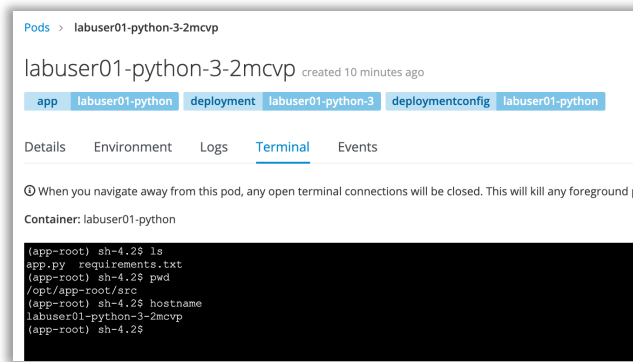 Pods > labuser01-python-3-2mcvp
labuser01-python-3-2mcvp created 10 minutes ago
app labuser01-python deployment labuser01-python-3 deploymentconfig labuser01-python
Details Environment Logs Terminal Events
When you navigate away from this pod, any open terminal connections will be closed. This will kill any foreground
Container: labuser01-python
(app-root) sh-4.2$ ls
app.py requirements.txt
(app-root) sh-4.2$ pwd
/opt/app-root/src
(app-root) sh-4.2$ hostname
labuser01-python-3-2mcvp
(app-root) sh-4.2$